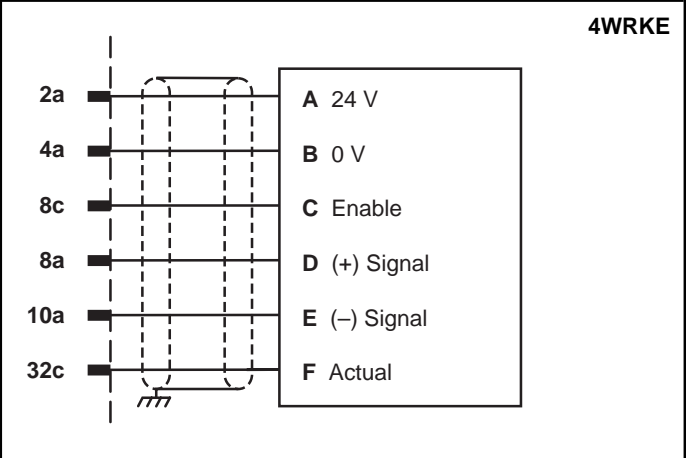 4WRKE
2a A 24 V
4a B 0 V
8c C Enable
8a D (+) Signal
10a E (–) Signal
32c F Actual